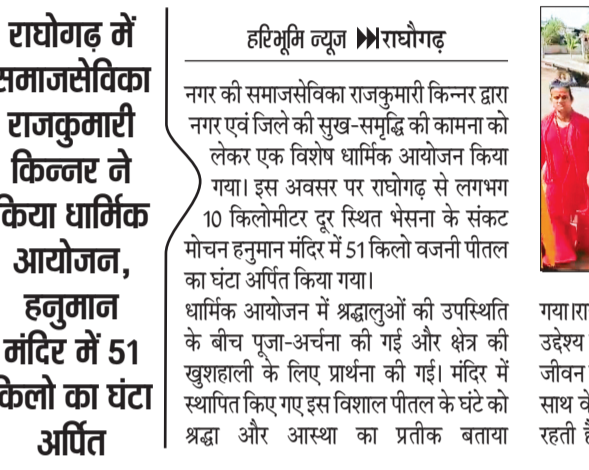 राघोगढ़ में
समाजसेविका
राजकुमारी
किन्नर ने
किया धार्मिक
आयोजन,
हनुमान
मंदिर में 51
किलो का घंटा
अर्पित
हरिभूमि न्यूज ▶▶राघौगढ़
नगर की समाजसेविका राजकुमारी किन्नर द्वारा
नगर एवं जिले की सुख-समृद्धि की कामना को
लेकर एक विशेष धार्मिक आयोजन किया
गया। इस अवसर पर राघोगढ़ से लगभग
10 किलोमीटर दूर स्थित भेसना के संकट
मोचन हनुमान मंदिर में 51 किलो वजनी पीतल
का घंटा अर्पित किया गया।
धार्मिक आयोजन में श्रद्धालुओं की उपस्थिति
के बीच पूजा-अर्चना की गई और क्षेत्र की
खुशहाली के लिए प्रार्थना की गई। मंदिर में
स्थापित किए गए इस विशाल पीतल के घंटे को
श्रद्धा और आस्था का प्रतीक बताया
गया।
उद्देश्य
जीवन
साथ
रहती